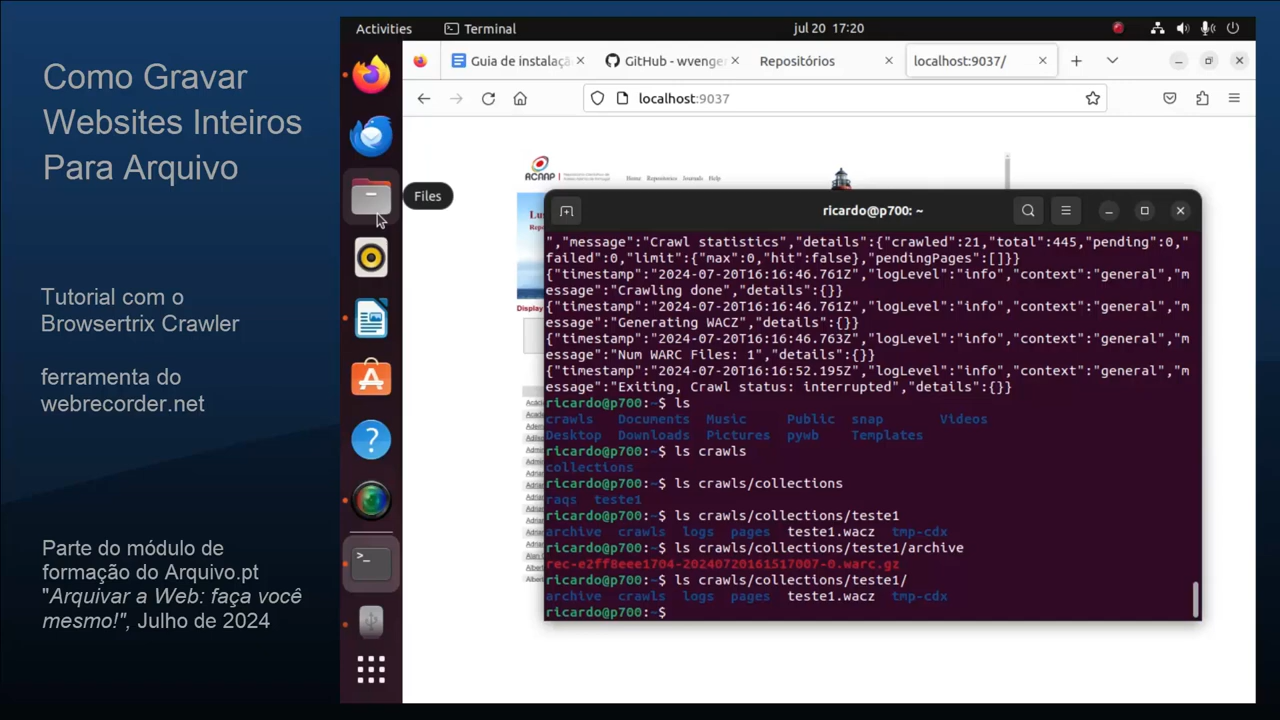 Como Gravar
Websites Inteiros
Para Arquivo
Tutorial com o
Browsertrix Crawler
ferramenta do
webrecorder.net
Parte do módulo de
formação do Arquivo.pt
"Arquivar a Web: faça você
mesmo!", Julho de 2024
Activities
Terminal
jul 20 17:20
Guia de instalaç
GitHub - wvenge
Repositórios
localhost:9037/
localhost:9037
Files
Home Repositories Journals Help
ricardo@p700: ~
","message":"Crawl statistics","details":{"crawled":21,"total":445,"pending":0,"
failed":0,"limit":{"max":0,"hit":false},"pendingPages":[]}}
{"timestamp":"2024-07-20T16:16:46.761Z","logLevel":"info","context":"general","m
essage":"Crawling done","details":{}}
{"timestamp":"2024-07-20T16:16:46.761Z","logLevel":"info","context":"general","m
essage":"Generating WACZ","details":{}}
{"timestamp":"2024-07-20T16:16:46.763Z","logLevel":"info","context":"general","m
essage":"Num WARC Files: 1","details":{}}
{"timestamp":"2024-07-20T16:16:52.195Z","logLevel":"info","context":"general","m
essage":"Exiting, Crawl status: interrupted","details":{}}
ricardo@p700:~$ ls
crawls Documents Music Public snap Videos
Desktop Downloads Pictures pywb Templates
ricardo@p700:~$ ls crawls
collections
ricardo@p700:~$ ls crawls/collections
raqs teste1
ricardo@p700:~$ ls crawls/collections/teste1
archive crawls logs pages teste1.wacz tmp-cdx
ricardo@p700:~$ ls crawls/collections/teste1/archive
rec-e2ff8eee1704-20240720161517007-0.warc.gz
ricardo@p700:~$ ls crawls/collections/teste1/
archive crawls logs pages teste1.wacz tmp-cdx
ricardo@p700:~$